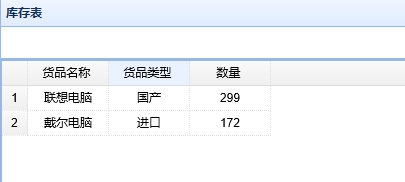 库存表
货品名称 货品类型 数量
1 联想电脑 国产 299
2 戴尔电脑 进口 172